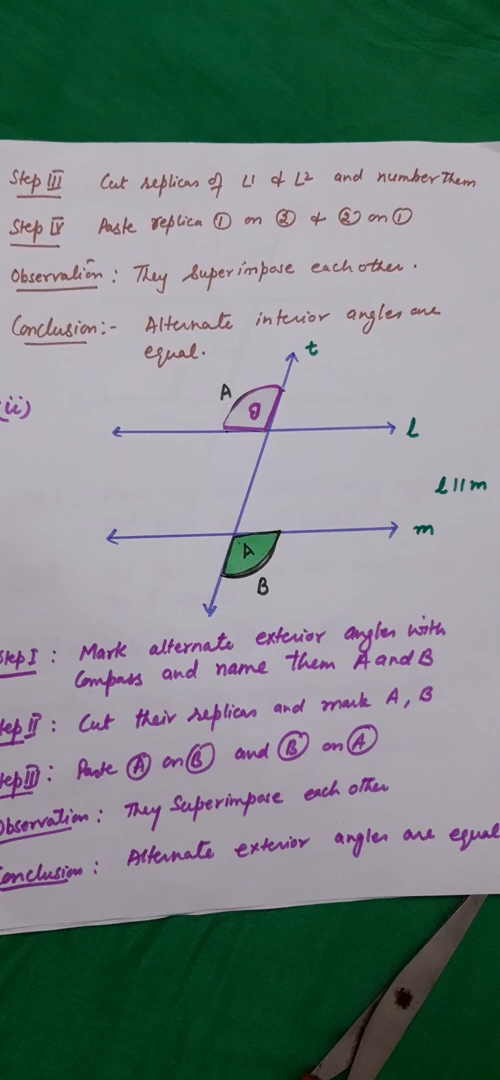 Step III Cut replicas of ∠1 & ∠2 and number them
Step IV Paste replica ① on ② & ② on ①
Observation : They Superimpose each other.
Conclusion:- Alternate interior angles are
equal.
t
A
(ii)
B
l
l || m
m
A
B
Step I : Mark alternate exterior angles with
Compass and name them A and B
Step II : Cut their replicas and mark A, B
Step III : Paste Ⓐ on Ⓑ and Ⓑ on Ⓐ
Observation : They Superimpose each other
Conclusion : Alternate exterior angles are equal